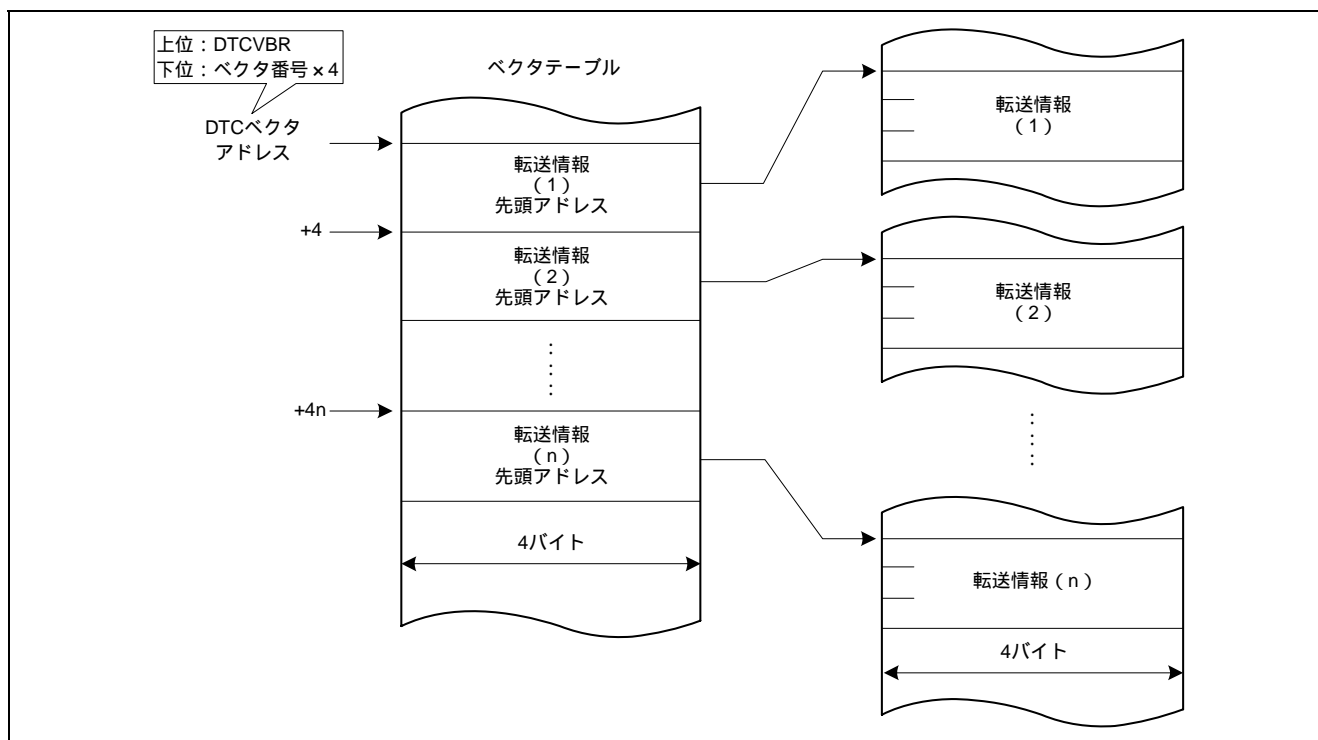 上位：DTCVBR
下位：ベクタ番号×4
DTCベクタ
アドレス
ベクタテーブル
転送情報
（1）
先頭アドレス
+4
転送情報
（2）
先頭アドレス
+4n
転送情報
（n）
先頭アドレス
4バイト
転送情報
（1）
転送情報
（2）
転送情報（n）
4バイト